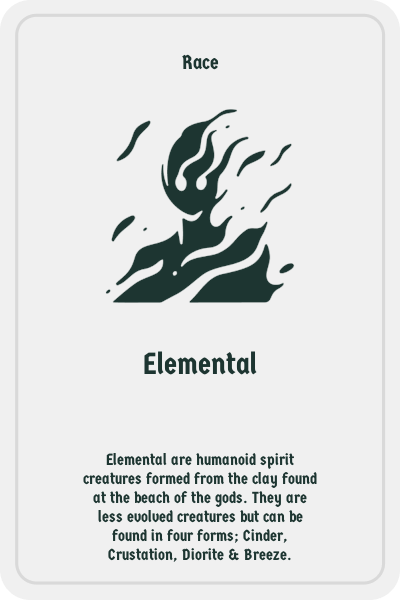 Race
Elemental
Elemental are humanoid spirit
creatures formed from the clay found
at the beach of the gods. They are
less evolved creatures but can be
found in four forms; Cinder,
Crustation, Diorite & Breeze.